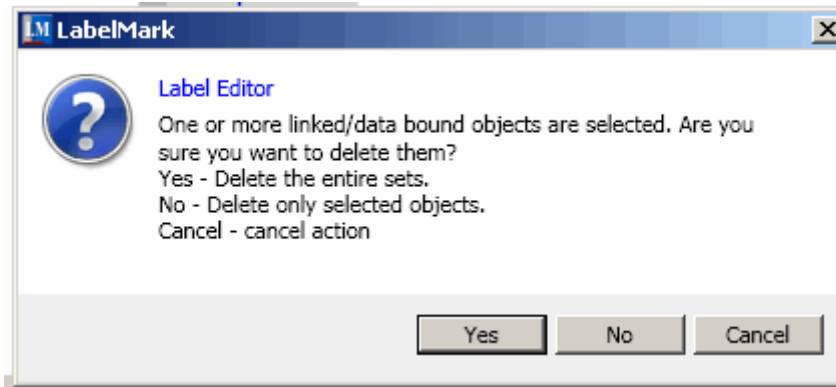 LM LabelMark
Label Editor
One or more linked/data bound objects are selected. Are you
sure you want to delete them?
Yes - Delete the entire sets.
No - Delete only selected objects.
Cancel - cancel action
Yes No Cancel